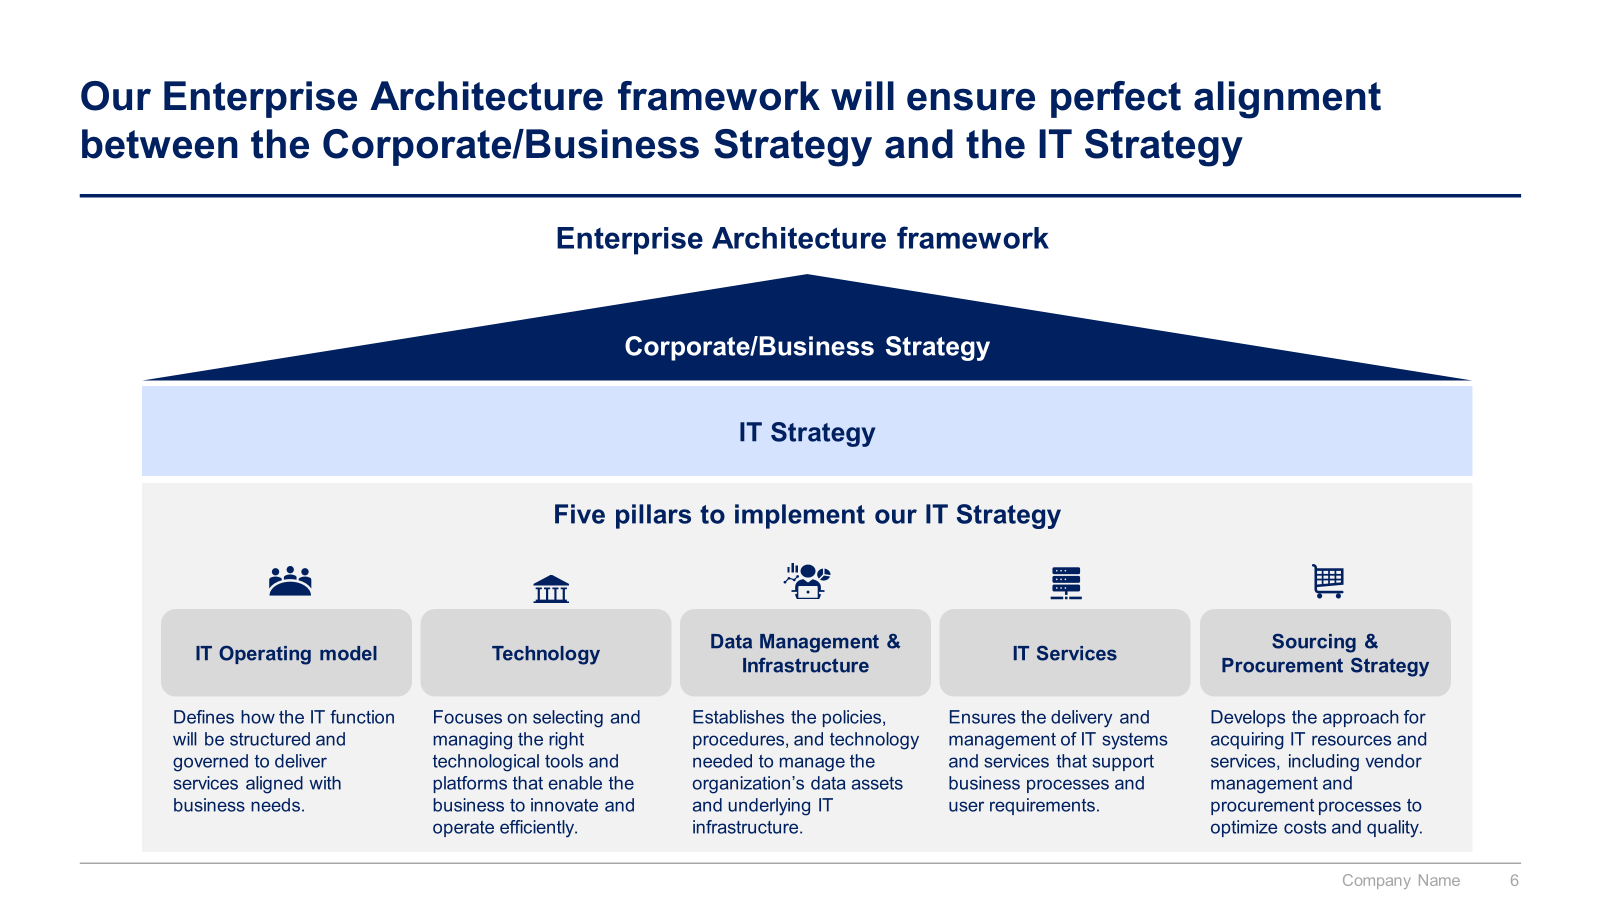 Our Enterprise Architecture framework will ensure perfect alignment
between the Corporate/Business Strategy and the IT Strategy
Enterprise Architecture framework
Corporate/Business Strategy
IT Strategy
Five pillars to implement our IT Strategy
IT Operating model
Defines how the IT function
will be structured and
governed to deliver
services aligned with
business needs.
Technology
Focuses on selecting and
managing the right
technological tools and
platforms that enable the
business to innovate and
operate efficiently.
Data Management &
Infrastructure
Establishes the policies,
procedures, and technology
needed to manage the
organization’s data assets
and underlying IT
infrastructure.
IT Services
Ensures the delivery and
management of IT systems
and services that support
business processes and
user requirements.
Sourcing &
Procurement Strategy
Develops the approach for
acquiring IT resources and
services, including vendor
management and
procurement processes to
optimize costs and quality.
Company Name 6